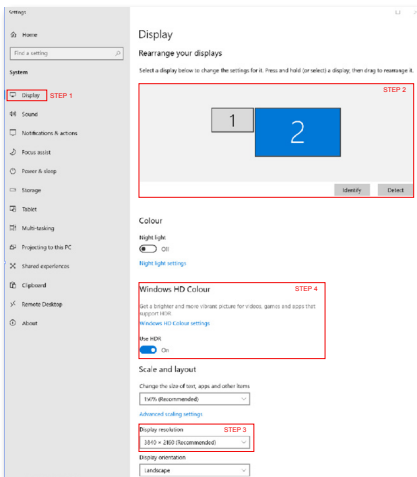 Settings
Home
Find a setting
System
Display STEP 1
Sound
Notifications & actions
Focus assist
Power & sleep
Storage
Tablet
Multi-tasking
Projecting to this PC
Shared experiences
Clipboard
Remote Desktop
About
Display
Rearrange your displays
Select a display below to change the settings for it. Press and hold (or select) a display, then drag to rearrange it.
STEP 2
1 2
Identify Detect
Colour
Night light
Off
Night light settings
Windows HD Colour STEP 4
Get a brighter and more vibrant picture for videos, games and apps that
support HDR.
Windows HD Colour settings
Use HDR
On
Scale and layout
Change the size of text, apps and other items
(Recommended)
Advanced scaling settings
Display resolution STEP 3
3840 × 2160 (Recommended)
Display orientation
Landscape